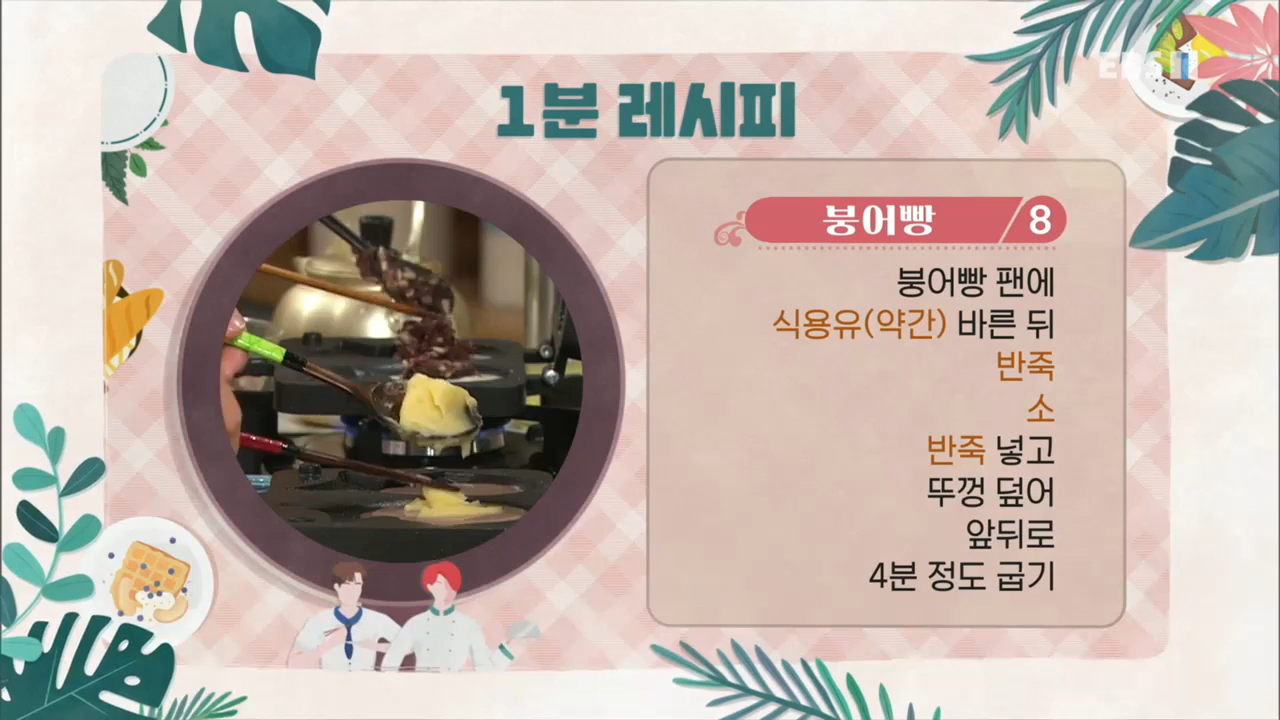 EBS 1
1분 레시피
붕어빵 / 8
붕어빵 팬에
식용유(약간) 바른 뒤
반죽
소
반죽 넣고
뚜껑 덮어
앞뒤로
4분 정도 굽기